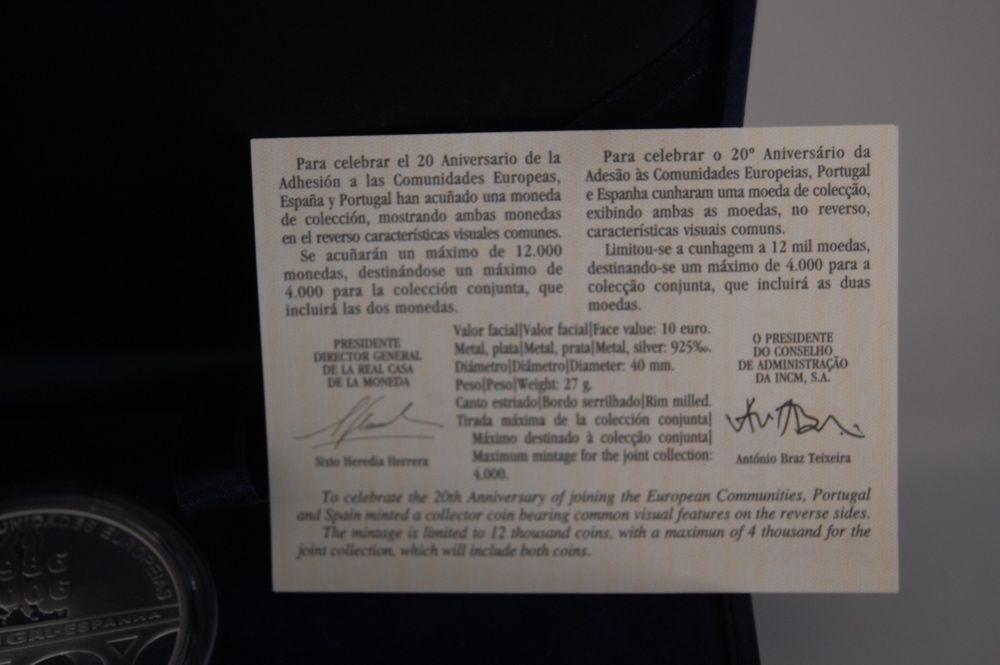 Para celebrar el 20 Aniversario de la
Adhesión a las Comunidades Europeas,
España y Portugal han acuñado una moneda
de colección, mostrando ambas monedas
en el reverso características visuales comunes.
Se acuñarán un máximo de 12.000
monedas, destinándose un máximo de
4.000 para la colección conjunta, que
incluirá las dos monedas.
Para celebrar o 20º Aniversário da
Adesão às Comunidades Europeias, Portugal
e Espanha cunharam uma moeda de colecção,
exibindo ambas as moedas, no reverso,
características visuais comuns.
Limitou-se a cunhagem a 12 mil moedas,
destinando-se um máximo de 4.000 para a
colecção conjunta, que incluirá as duas
moedas.
PRESIDENTE
DIRECTOR GENERAL
DE LA REAL CASA
DE LA MONEDA
Sixto Heredia Herrera
Valor facial|Valor facial|Face value: 10 euro.
Metal, plata|Metal, prata|Metal, silver: 925‰.
Diámetro|Diâmetro|Diameter: 40 mm.
Peso|Peso|Weight: 27 g.
Canto estriado|Bordo serrilhado|Rim milled.
Tirada máxima de la colección conjunta|
Máximo destinado à colecção conjunta|
Maximum mintage for the joint collection:
4.000.
O PRESIDENTE
DO CONSELHO
DE ADMINISTRAÇÃO
DA INCM, S.A.
António Braz Teixeira
To celebrate the 20th Anniversary of joining the European Communities, Portugal
and Spain minted a collector coin bearing common visual features on the reverse sides.
The mintage is limited to 12 thousand coins, with a maximun of 4 thousand for the
joint collection, which will include both coins.
UNIDADES EUROPEIAS
986
006
GAL-ESPANHA